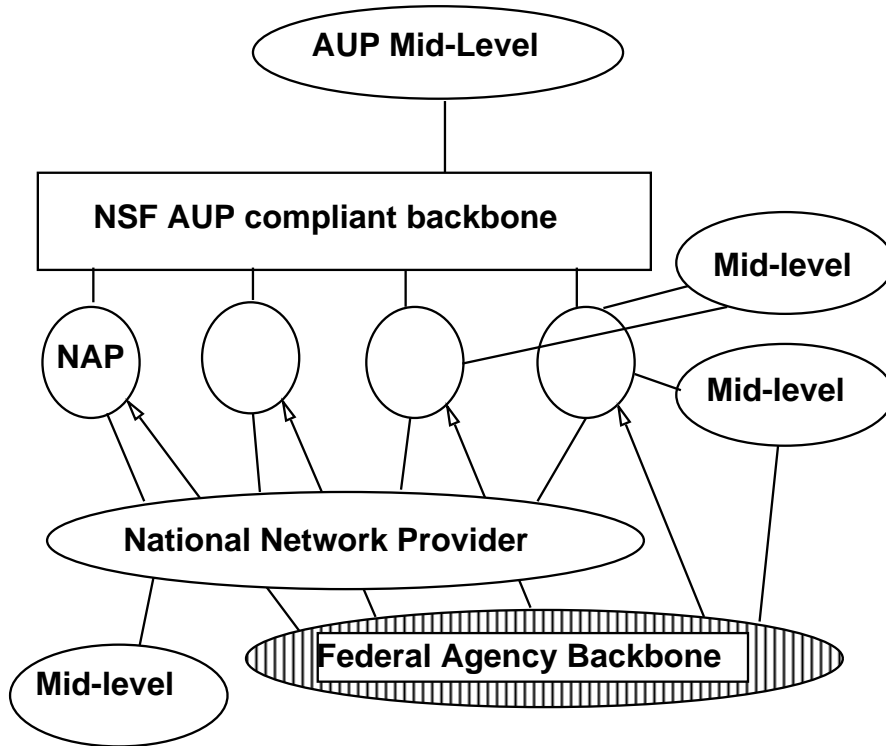 AUP Mid-Level
NSF AUP compliant backbone
Mid-level
NAP
Mid-level
National Network Provider
Federal Agency Backbone
Mid-level